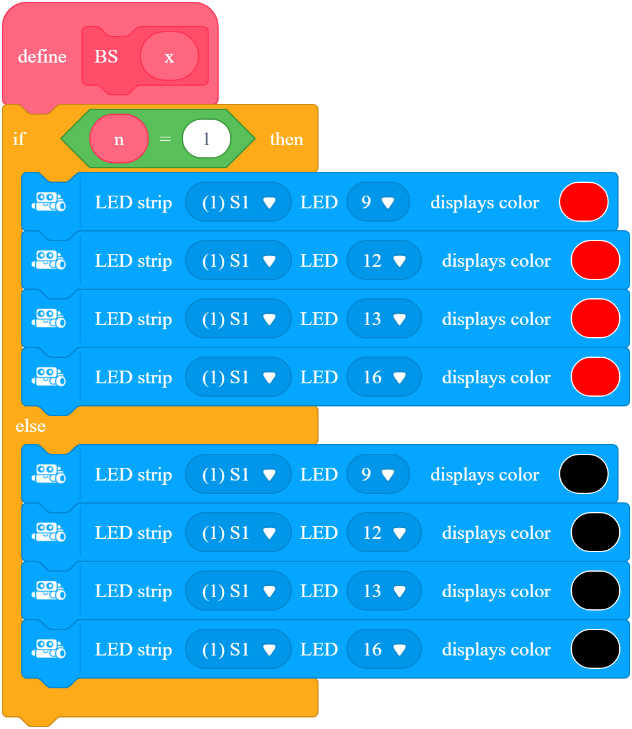 define BS x
if n = 1 then
LED strip (1) S1 LED 9 displays color
LED strip (1) S1 LED 12 displays color
LED strip (1) S1 LED 13 displays color
LED strip (1) S1 LED 16 displays color
else
LED strip (1) S1 LED 9 displays color
LED strip (1) S1 LED 12 displays color
LED strip (1) S1 LED 13 displays color
LED strip (1) S1 LED 16 displays color